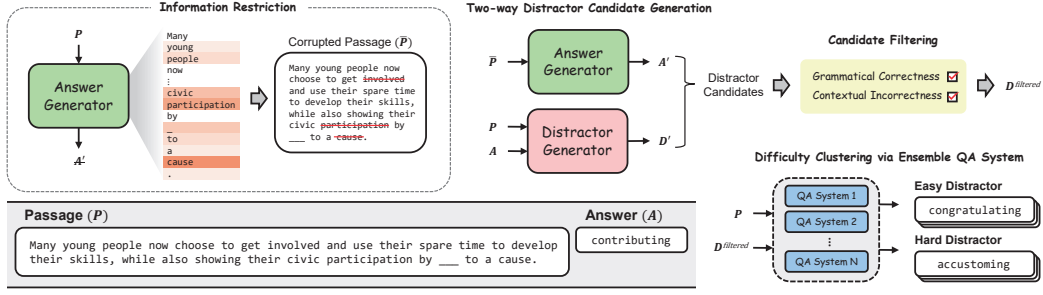 Information Restriction
P
Answer
Generator
A'
Many
young
people
now
⋮
civic
participation
by
_
to
a
cause
.
Corrupted Passage (P̄)
Many young people now
choose to get involved
and use their spare time
to develop their skills,
while also showing their
civic participation by
___ to a cause.
Two-way Distractor Candidate Generation
P̄
Answer
Generator
A'
P
A
Distractor
Generator
D'
Distractor
Candidates
Candidate Filtering
Grammatical Correctness
Contextual Incorrectness
D^filtered
Passage (P)
Many young people now choose to get involved and use their spare time to develop
their skills, while also showing their civic participation by ___ to a cause.
Answer (A)
contributing
Difficulty Clustering via Ensemble QA System
P
D^filtered
QA System 1
QA System 2
⋮
QA System N
Easy Distractor
congratulating
Hard Distractor
accustoming